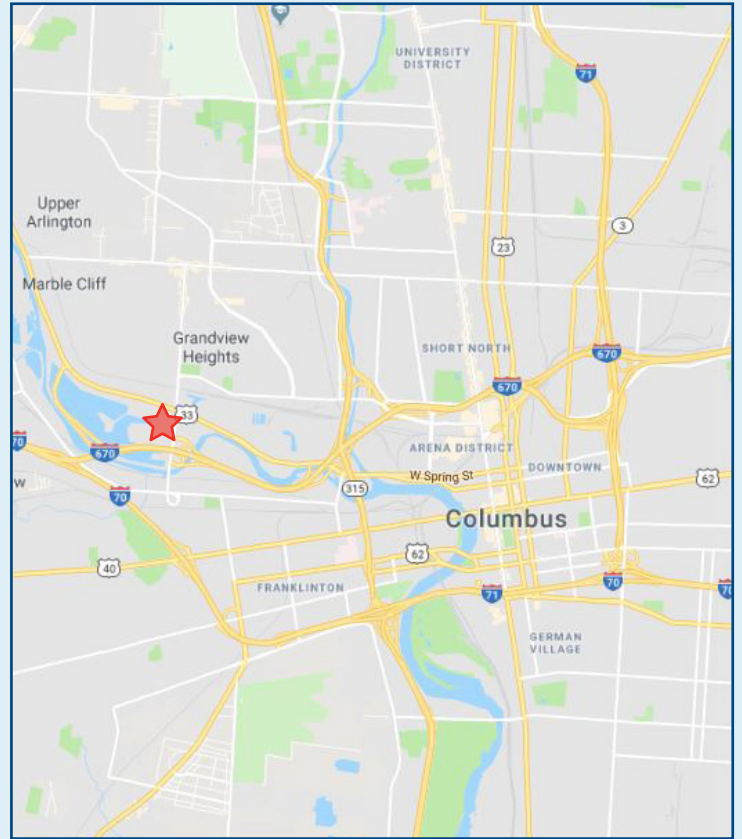 UNIVERSITY
DISTRICT
71
Upper
Arlington
3
23
Marble Cliff
Grandview
Heights
SHORT NORTH
670
670
33
70
670
ARENA DISTRICT
W Spring St
DOWNTOWN
62
w
70
315
Columbus
62
40
FRANKLINTON
71
70
70
GERMAN
VILLAGE